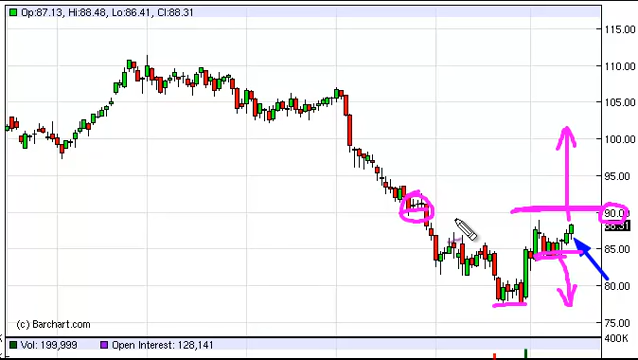 Op:87.13, Hi:88.48, Lo:86.41, Cl:88.31
115.00
110.00
105.00
100.00
95.00
90.00
88.31
85.00
80.00
75.00
(c) Barchart.com
400K
Vol: 199,999 Open Interest: 128,141